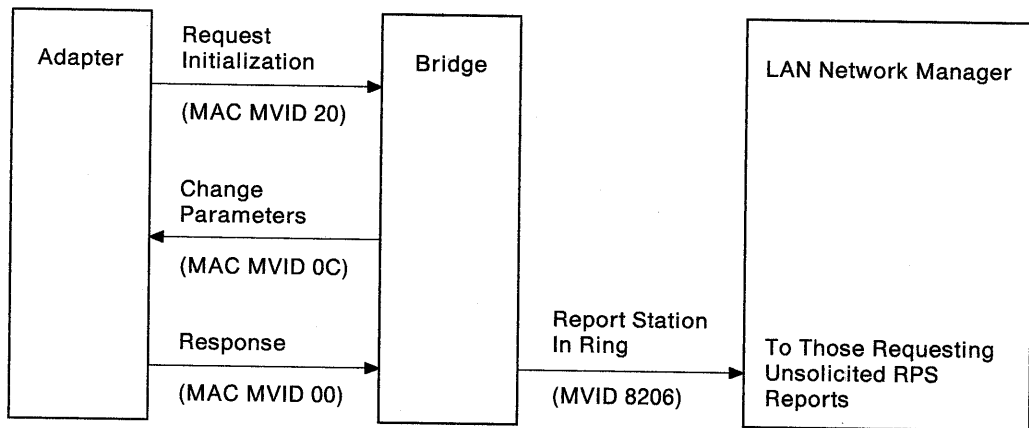 Adapter
Request
Initialization
(MAC MVID 20)
Change
Parameters
(MAC MVID 0C)
Response
(MAC MVID 00)
Bridge
Report Station
In Ring
(MVID 8206)
LAN Network Manager
To Those Requesting
Unsolicited RPS
Reports